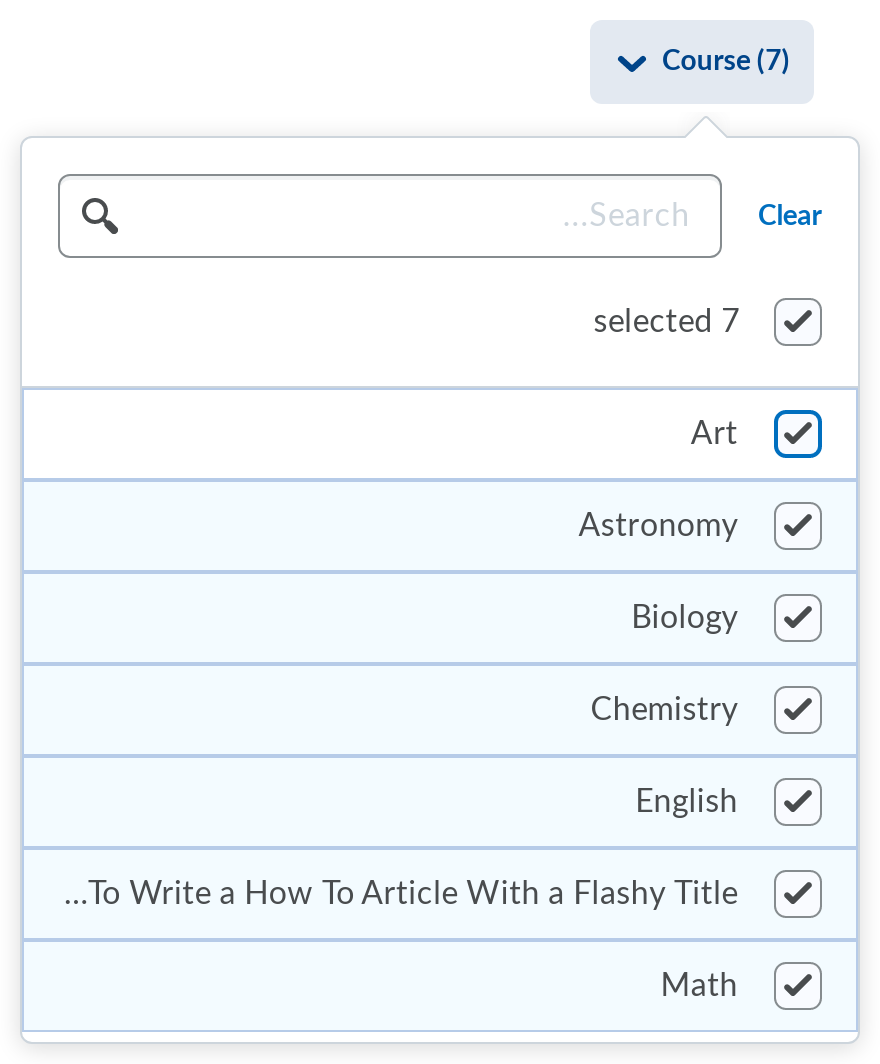 Course (7)
...Search
Clear
selected 7
Art
Astronomy
Biology
Chemistry
English
...To Write a How To Article With a Flashy Title
Math